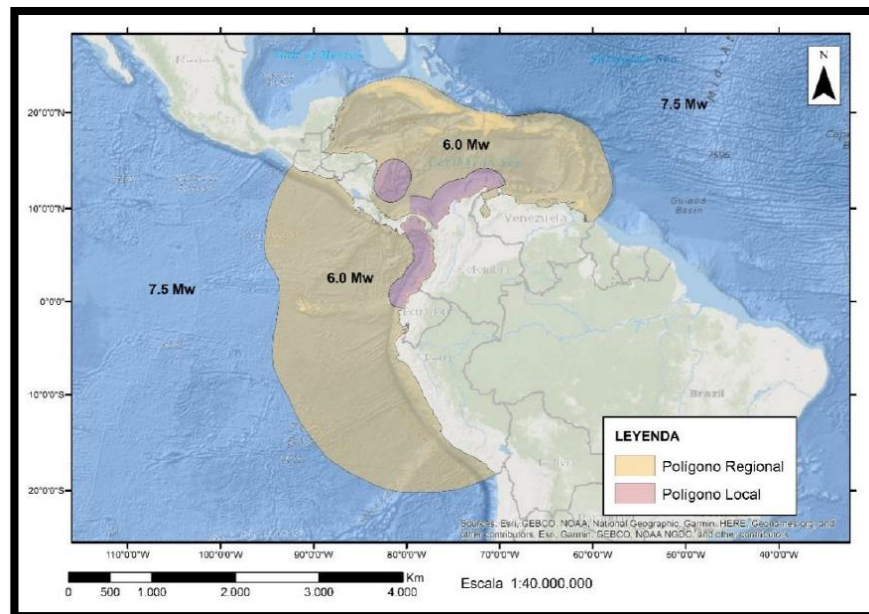 Gulf of Mexico
Sargasso Sea
N
México
20°0'0"N
7.5 Mw
6.0 Mw
Caribbean Sea
10°0'0"N
Guiana
Basin
Venezuela
Colombia
7.5 Mw
6.0 Mw
0°0'0"
Ecuador
Perú
10°0'0"S
Brazil
LEYENDA
Polígono Regional
Polígono Local
20°0'0"S
Sources: Esri, GEBCO, NOAA, National Geographic, Garmin, HERE, Geonames.org, and
other contributors, Esri, Garmin, GEBCO, NOAA NGDC, and other contributors
110°0'0"W 100°0'0"W 90°0'0"W 80°0'0"W 70°0'0"W 60°0'0"W 50°0'0"W 40°0'0"W
Km
0 500 1.000 2.000 3.000 4.000
Escala 1:40.000.000